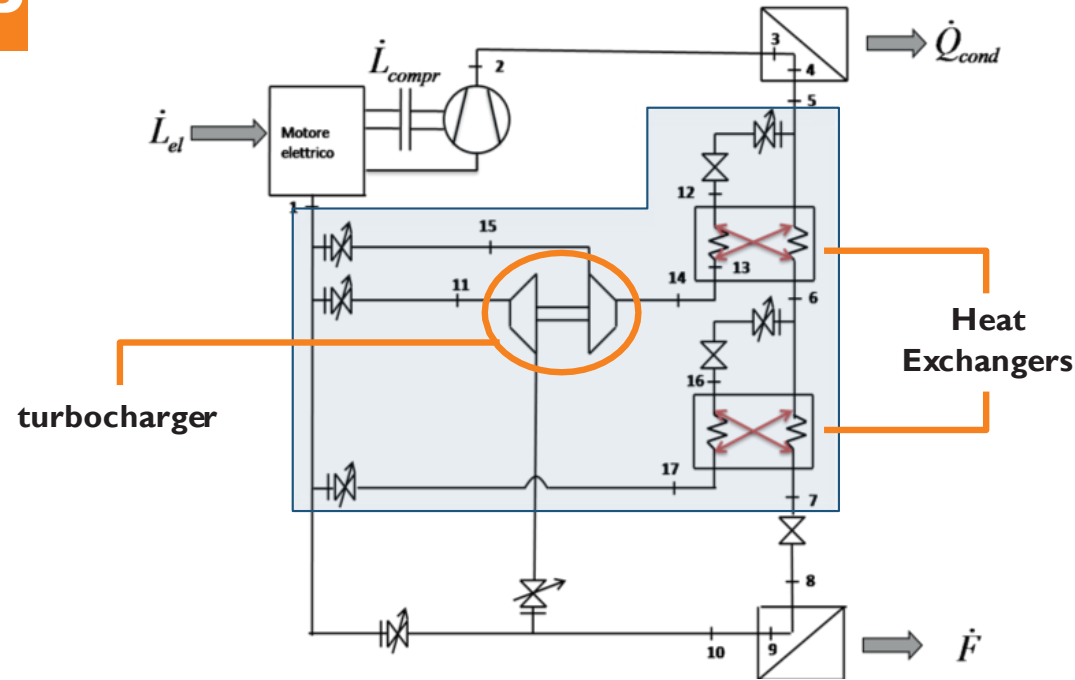 3
Q̇cond
L̇compr
2
4
5
L̇el
Motore
elettrico
12
1
15
13
14
11
6
Heat
Exchangers
16
turbocharger
17
7
8
10
9
Ḟ